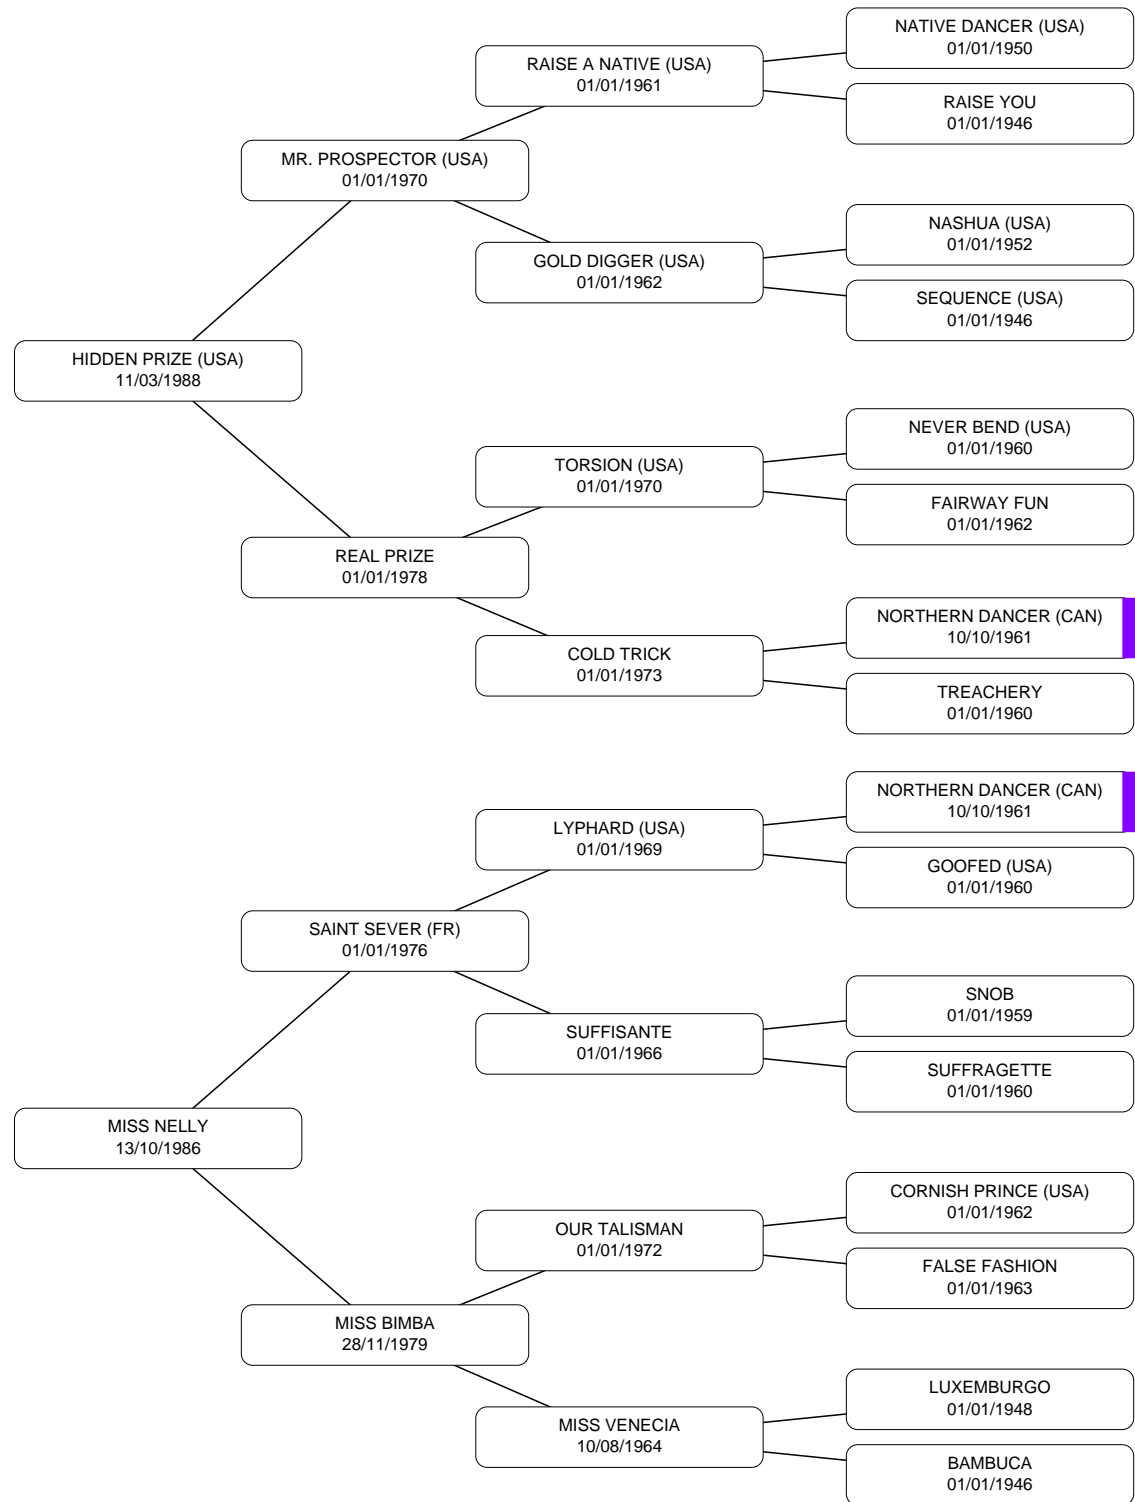 NATIVE DANCER (USA)
01/01/1950
RAISE A NATIVE (USA)
01/01/1961
RAISE YOU
01/01/1946
MR. PROSPECTOR (USA)
01/01/1970
NASHUA (USA)
01/01/1952
GOLD DIGGER (USA)
01/01/1962
SEQUENCE (USA)
01/01/1946
HIDDEN PRIZE (USA)
11/03/1988
NEVER BEND (USA)
01/01/1960
TORSION (USA)
01/01/1970
FAIRWAY FUN
01/01/1962
REAL PRIZE
01/01/1978
NORTHERN DANCER (CAN)
10/10/1961
COLD TRICK
01/01/1973
TREACHERY
01/01/1960
NORTHERN DANCER (CAN)
10/10/1961
LYPHARD (USA)
01/01/1969
GOOFED (USA)
01/01/1960
SAINT SEVER (FR)
01/01/1976
SNOB
01/01/1959
SUFFISANTE
01/01/1966
SUFFRAGETTE
01/01/1960
MISS NELLY
13/10/1986
CORNISH PRINCE (USA)
01/01/1962
OUR TALISMAN
01/01/1972
FALSE FASHION
01/01/1963
MISS BIMBA
28/11/1979
LUXEMBURGO
01/01/1948
MISS VENECIA
10/08/1964
BAMBUCA
01/01/1946